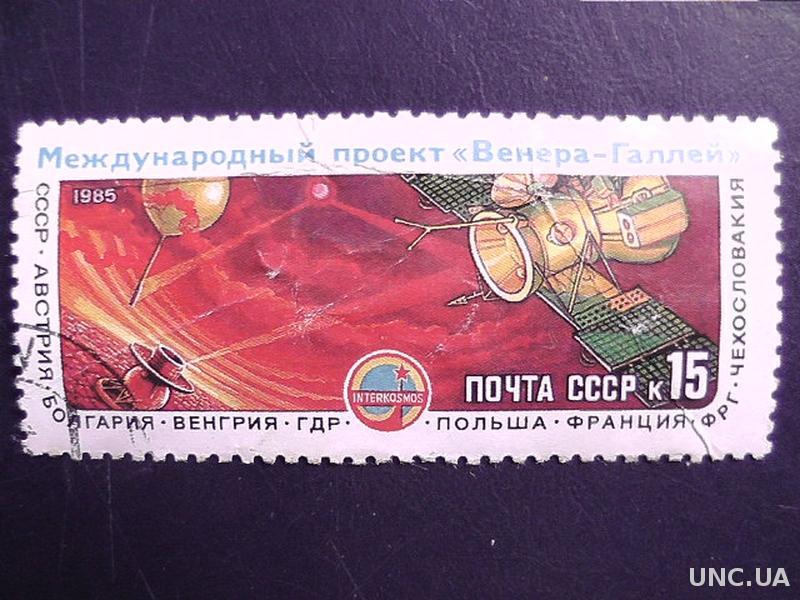 Международный проект «Венера-Галлей»
1985
СССР · АВСТРИЯ · БОЛГАРИЯ · ВЕНГРИЯ · ГДР · ПОЛЬША · ФРАНЦИЯ · ФРГ · ЧЕХОСЛОВАКИЯ
INTERKOSMOS
ПОЧТА СССР к 15
UNC.UA